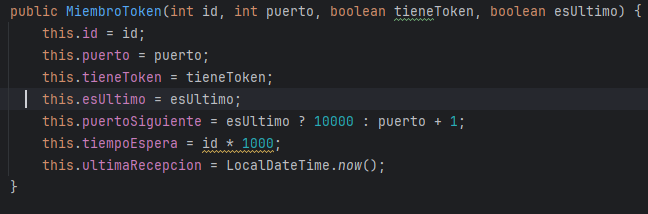 public MiembroToken(int id, int puerto, boolean tieneToken, boolean esUltimo) {
this.id = id;
this.puerto = puerto;
this.tieneToken = tieneToken;
this.esUltimo = esUltimo;
this.puertoSiguiente = esUltimo ? 10000 : puerto + 1;
this.tiempoEspera = id * 1000;
this.ultimaRecepcion = LocalDateTime.now();
}